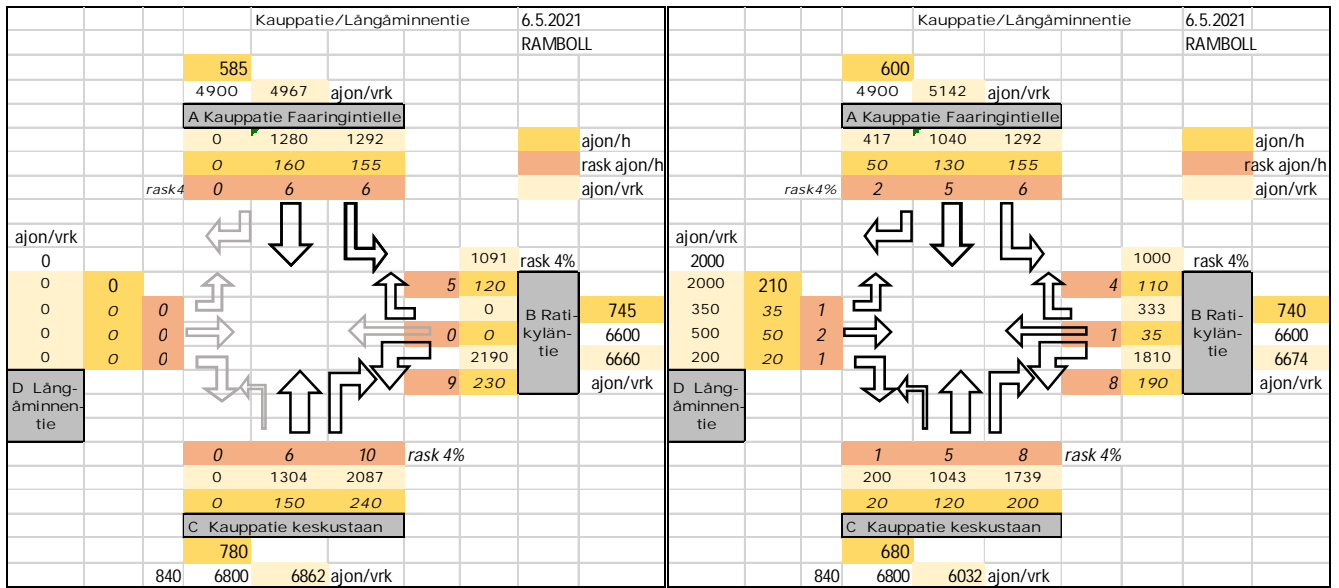 Kauppatie/Långåminnentie 6.5.2021
RAMBOLL
585
4900 4967 ajon/vrk
A Kauppatie Faaringintielle
0 1280 1292 ajon/h
0 160 155 rask ajon/h
rask4 0 6 6 ajon/vrk
ajon/vrk
0 1091 rask 4%
0 0 5 120
0 0 0 0 745
0 0 0 0 0 6600
0 0 0 2190 6660
9 230 ajon/vrk
B Rati-
kylän-
tie
D Lång-
åminnen-
tie
0 6 10 rask 4%
0 1304 2087
0 150 240
C Kauppatie keskustaan
780
840 6800 6862 ajon/vrk
Kauppatie/Långåminnentie 6.5.2021
RAMBOLL
600
4900 5142 ajon/vrk
A Kauppatie Faaringintielle
417 1040 1292 ajon/h
50 130 155 rask ajon/h
rask4% 2 5 6 ajon/vrk
ajon/vrk
2000 1000 rask 4%
2000 210 4 110
350 35 1 333 740
500 50 2 1 35 6600
200 20 1 1810 6674
8 190 ajon/vrk
B Rati-
kylän-
tie
D Lång-
åminnen-
tie
1 5 8 rask 4%
200 1043 1739
20 120 200
C Kauppatie keskustaan
680
840 6800 6032 ajon/vrk